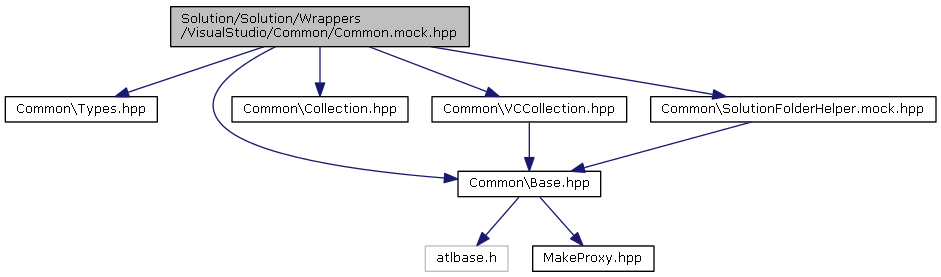 Solution/Solution/Wrappers
/VisualStudio/Common/Common.mock.hpp
Common\Types.hpp
Common\Collection.hpp
Common\VCCollection.hpp
Common\SolutionFolderHelper.mock.hpp
Common\Base.hpp
atlbase.h
MakeProxy.hpp